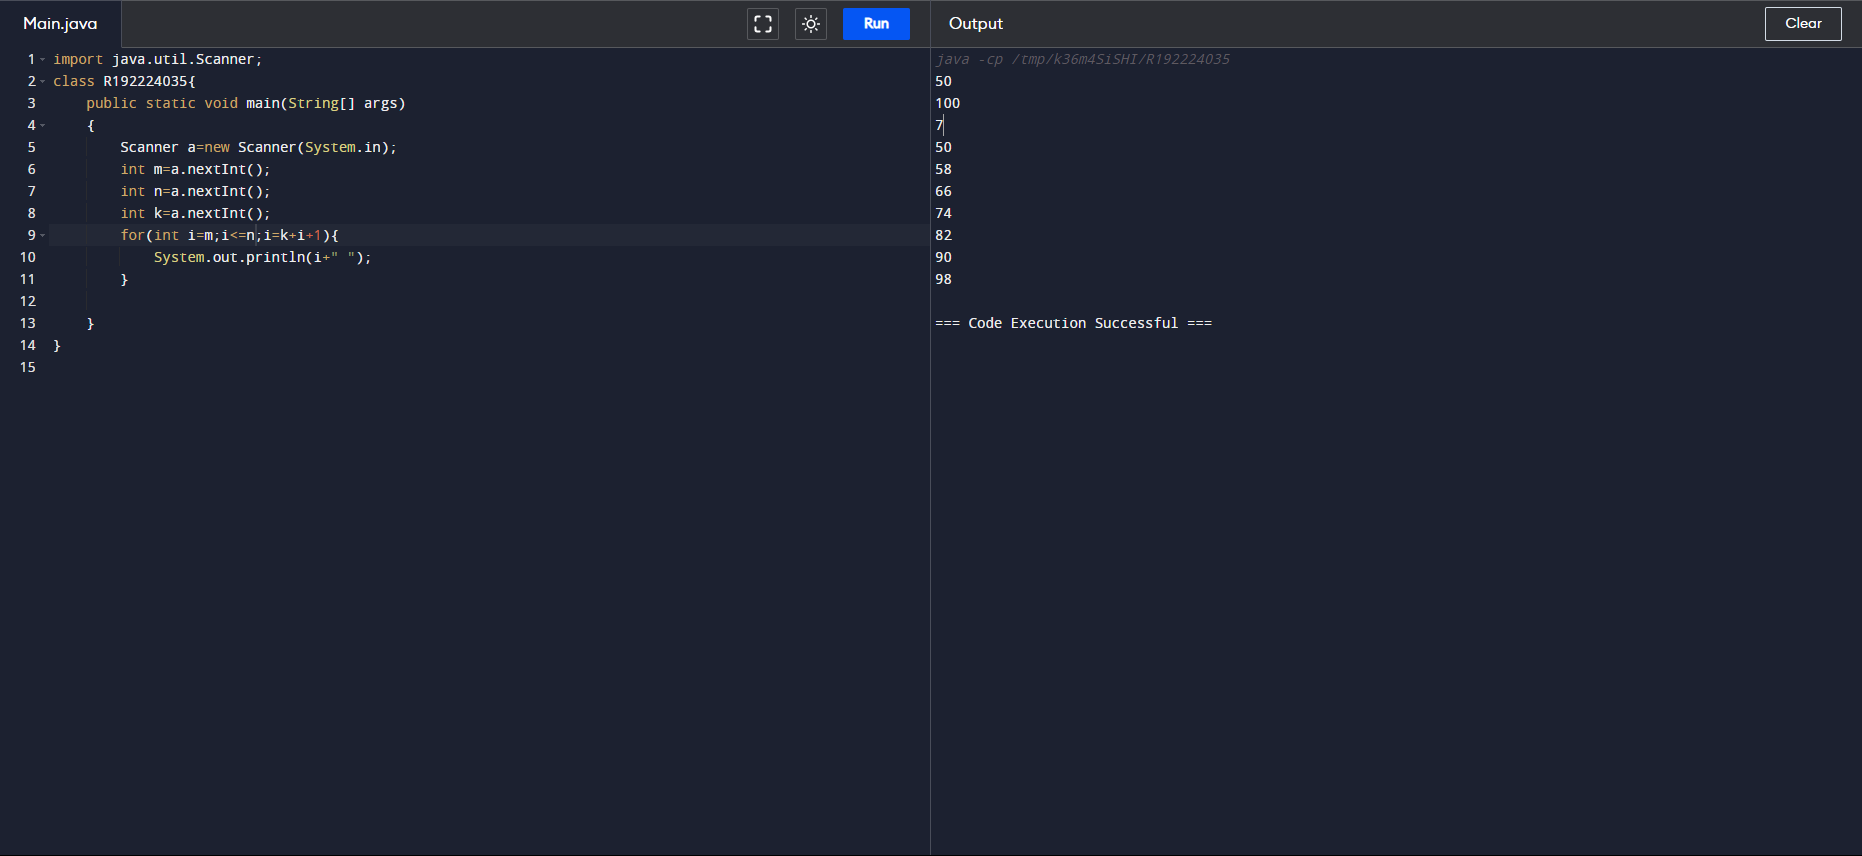 Main.java
Run
Output
Clear
1 import java.util.Scanner;
2 class R192224035{
3     public static void main(String[] args)
4     {
5         Scanner a=new Scanner(System.in);
6         int m=a.nextInt();
7         int n=a.nextInt();
8         int k=a.nextInt();
9         for(int i=m;i<=n;i=k+i+1){
10             System.out.println(i+" ");
11         }
12
13     }
14 }
15
java -cp /tmp/k36m4SiSHI/R192224035
50
100
7
50
58
66
74
82
90
98
=== Code Execution Successful ===